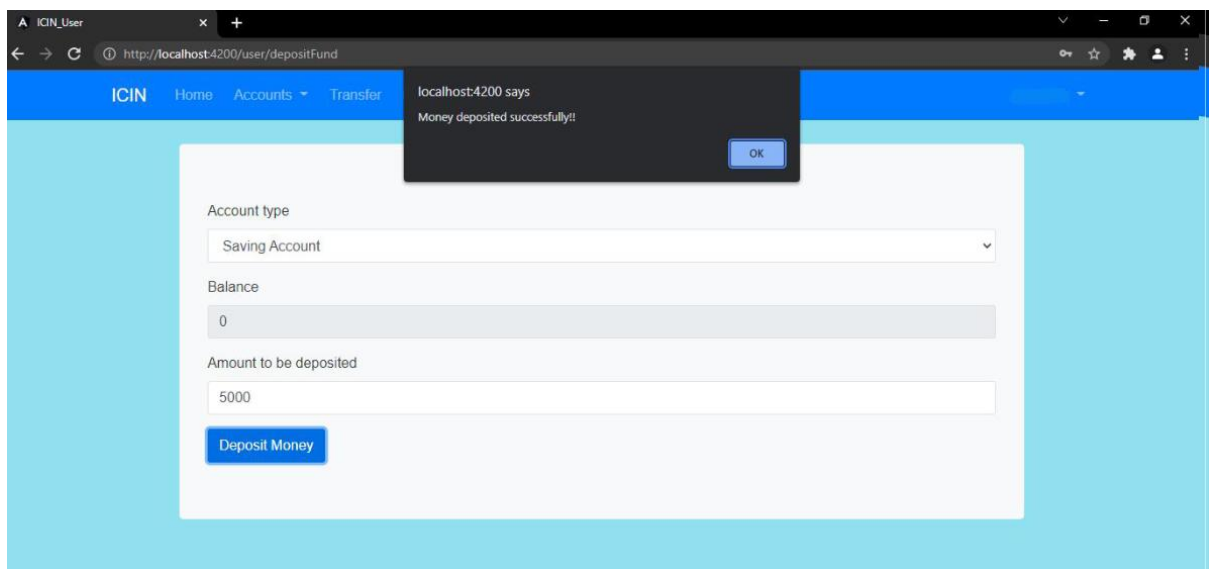 ICIN_User
http://localhost:4200/user/depositFund
ICIN Home Accounts Transfer
localhost:4200 says
Money deposited successfully!!
OK
Account type
Saving Account
Balance
0
Amount to be deposited
5000
Deposit Money